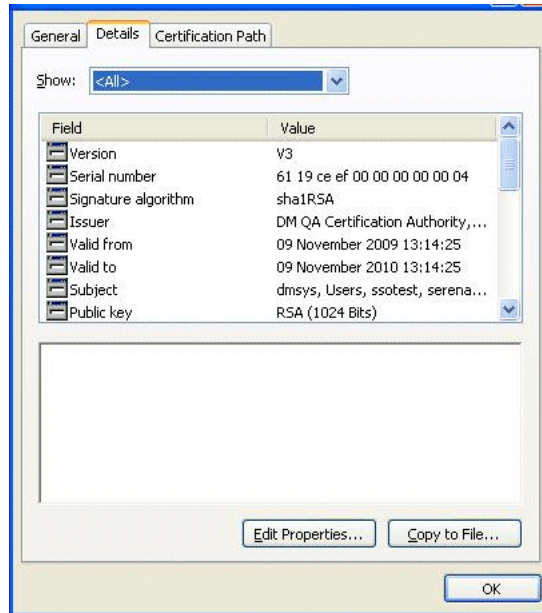 General Details Certification Path
Show: <All>
Field Value
Version V3
Serial number 61 19 ce ef 00 00 00 00 00 04
Signature algorithm sha1RSA
Issuer DM QA Certification Authority,...
Valid from 09 November 2009 13:14:25
Valid to 09 November 2010 13:14:25
Subject dmsys, Users, ssotest, serena...
Public key RSA (1024 Bits)
Edit Properties... Copy to File...
OK